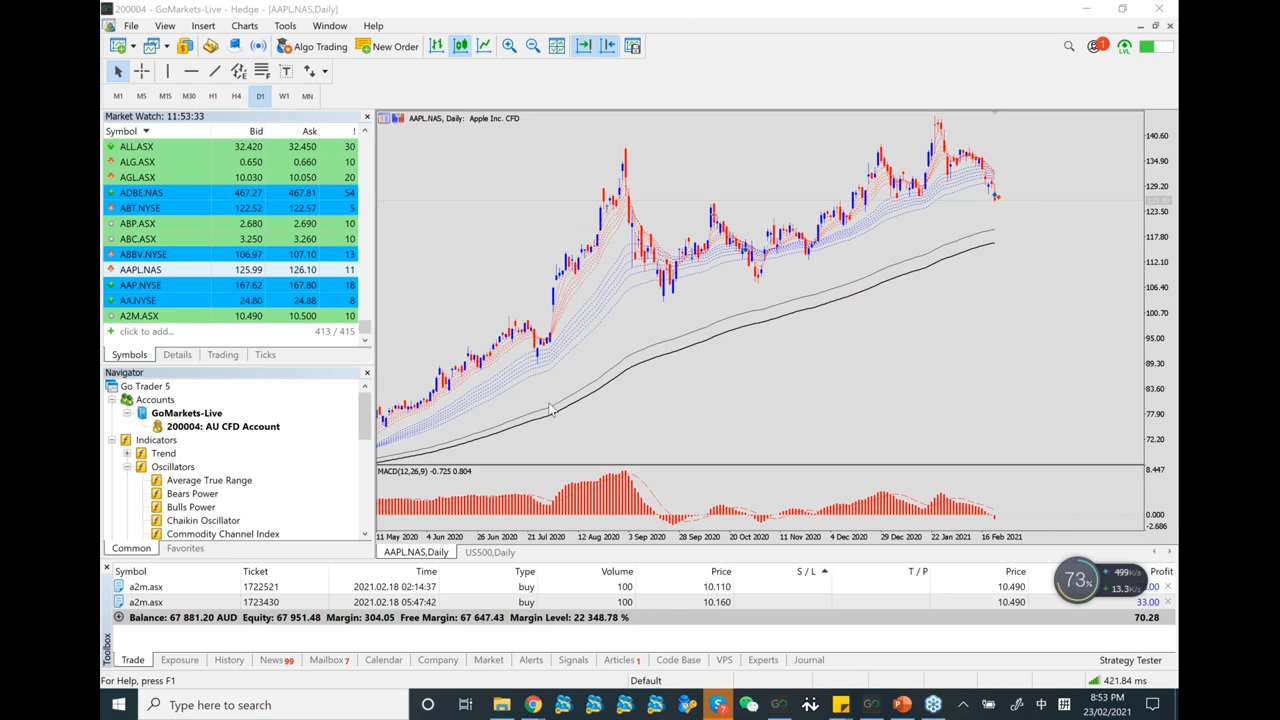 200004 - GoMarkets-Live - Hedge - [AAPL.NAS,Daily]
File View Insert Charts Tools Window Help
Algo Trading New Order 1 LVL
M1 M5 M15 M30 H1 H4 D1 W1 MN
Market Watch: 11:53:33
Symbol Bid Ask !
ALL.ASX 32.420 32.450 30
ALG.ASX 0.650 0.660 10
AGL.ASX 10.030 10.050 20
ADBE.NAS 467.27 467.81 54
ABT.NYSE 122.52 122.57 5
ABP.ASX 2.680 2.690 10
ABC.ASX 3.250 3.260 10
ABBV.NYSE 106.97 107.10 13
AAPL.NAS 125.99 126.10 11
AAP.NYSE 167.62 167.80 18
AA.NYSE 24.80 24.88 8
A2M.ASX 10.490 10.500 10
click to add... 413 / 415
Symbols Details Trading Ticks
Navigator
Go Trader 5
Accounts
GoMarkets-Live
200004: AU CFD Account
Indicators
Trend
Oscillators
Average True Range
Bears Power
Bulls Power
Chaikin Oscillator
Commodity Channel Index
Common Favorites
AAPL.NAS, Daily: Apple Inc. CFD
140.60
134.90
129.20
123.50
117.80
112.10
106.40
100.70
95.00
89.30
83.60
77.90
72.20
MACD(12,26,9) -0.725 0.804
8.447
0.000
-2.686
11 May 2020 4 Jun 2020 26 Jun 2020 21 Jul 2020 12 Aug 2020 3 Sep 2020 28 Sep 2020 20 Oct 2020 11 Nov 2020 4 Dec 2020 29 Dec 2020 22 Jan 2021 16 Feb 2021
AAPL.NAS,Daily US500,Daily
Symbol Ticket Time Type Volume Price S / L T / P Price Profit
a2m.asx 1722521 2021.02.18 02:14:37 buy 100 10.110 10.490
a2m.asx 1723430 2021.02.18 05:47:42 buy 100 10.160 10.490 33.00
73% 499K/s
13.3K/s
Balance: 67 881.20 AUD Equity: 67 951.48 Margin: 304.05 Free Margin: 67 647.43 Margin Level: 22 348.78 % 70.28
Toolbox
Trade Exposure History News 99 Mailbox 7 Calendar Company Market Alerts Signals Articles 1 Code Base VPS Experts Journal Strategy Tester
For Help, press F1 Default 421.84 ms
Type here to search 中 拼 8:53 PM
23/02/2021